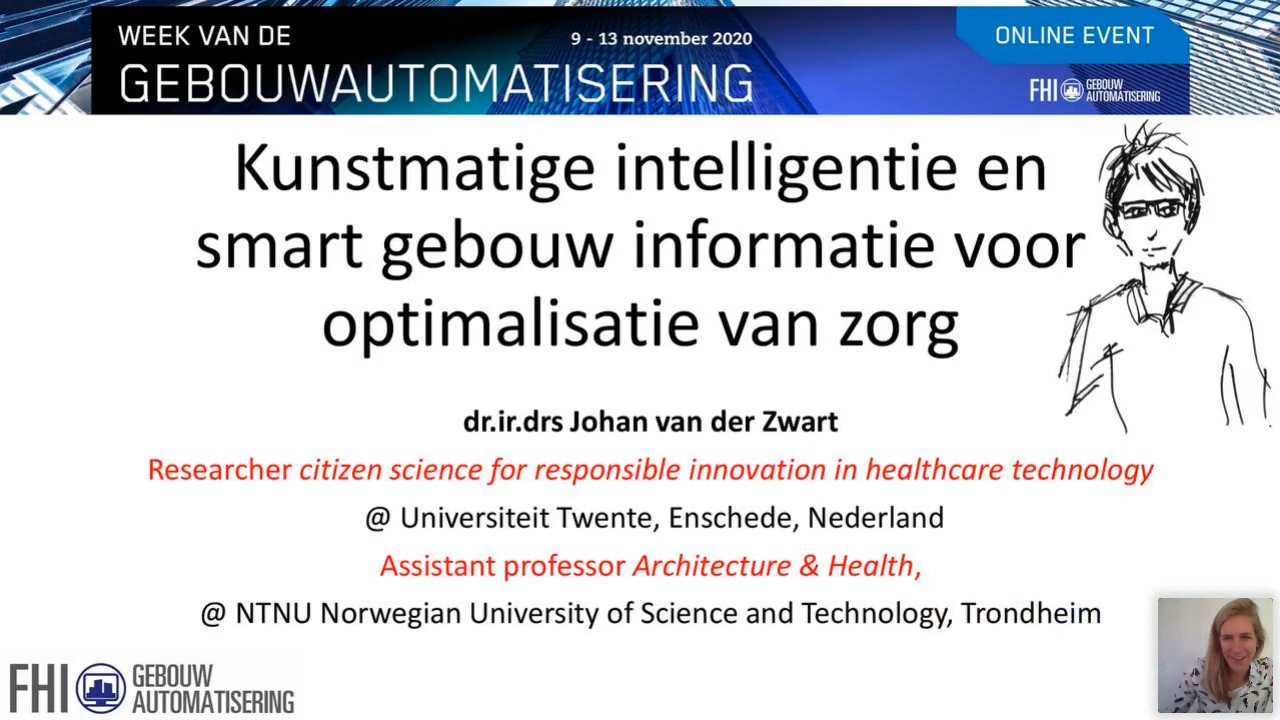 WEEK VAN DE
9 - 13 november 2020
ONLINE EVENT
GEBOUWAUTOMATISERING
FHI GEBOUW
AUTOMATISERING
Kunstmatige intelligentie en
smart gebouw informatie voor
optimalisatie van zorg
dr.ir.drs Johan van der Zwart
Researcher citizen science for responsible innovation in healthcare technology
@ Universiteit Twente, Enschede, Nederland
Assistant professor Architecture & Health,
@ NTNU Norwegian University of Science and Technology, Trondheim
FHI GEBOUW
AUTOMATISERING